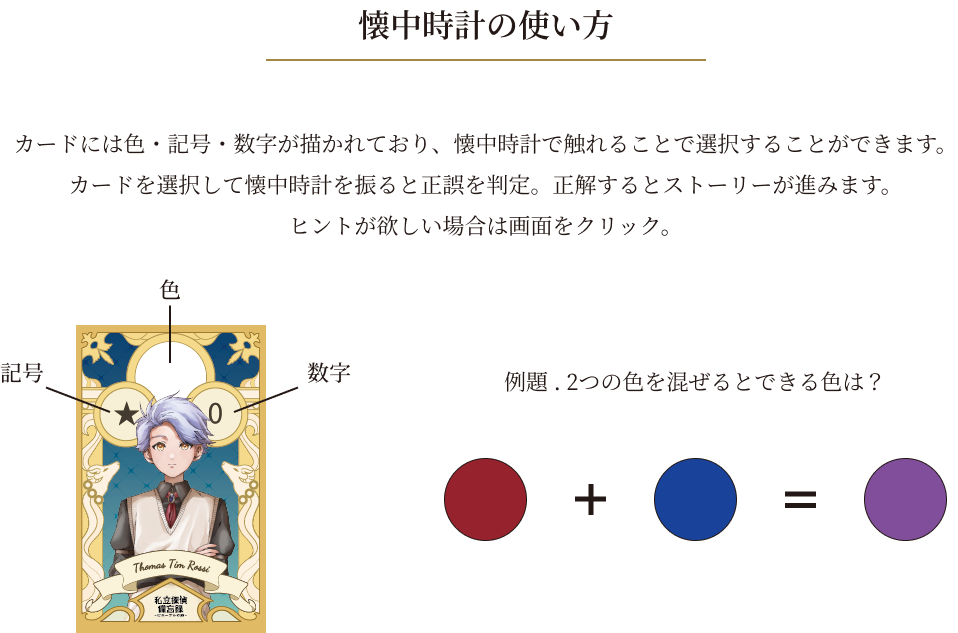 懐中時計の使い方
カードには色・記号・数字が描かれており、懐中時計で触れることで選択することができます。
カードを選択して懐中時計を振ると正誤を判定。正解するとストーリーが進みます。
ヒントが欲しい場合は画面をクリック。
色
記号
数字
★
0
Thomas Tim Rossi
私立探偵
備忘録
例題 . 2つの色を混ぜるとできる色は？
+
=